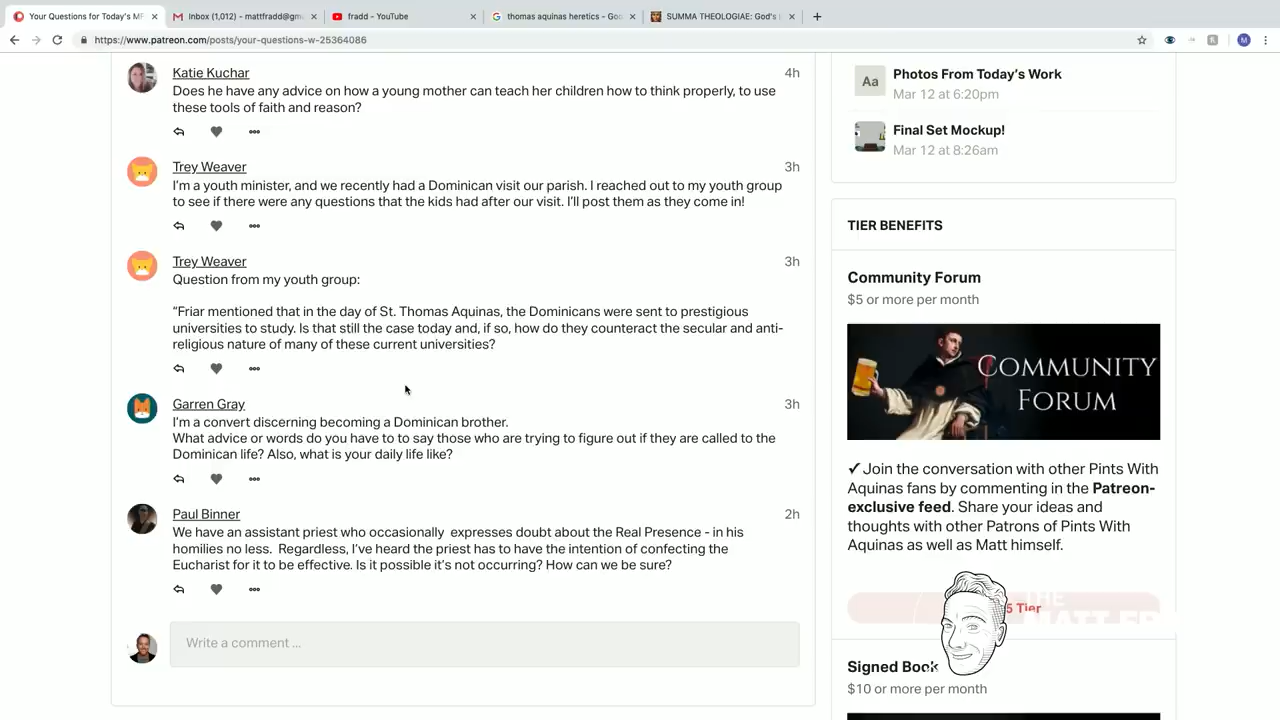 Your Questions for Today's MF
Inbox (1,012) - mattfradd@gm
fradd - YouTube
thomas aquinas heretics - Goo
SUMMA THEOLOGIAE: God's
https://www.patreon.com/posts/your-questions-w-25364086
M
Katie Kuchar
4h
Does he have any advice on how a young mother can teach her children how to think properly, to use
these tools of faith and reason?
Trey Weaver
3h
I'm a youth minister, and we recently had a Dominican visit our parish. I reached out to my youth group
to see if there were any questions that the kids had after our visit. I'll post them as they come in!
Trey Weaver
3h
Question from my youth group:
"Friar mentioned that in the day of St. Thomas Aquinas, the Dominicans were sent to prestigious
universities to study. Is that still the case today and, if so, how do they counteract the secular and anti-
religious nature of many of these current universities?
Garren Gray
3h
I'm a convert discerning becoming a Dominican brother.
What advice or words do you have to to say those who are trying to figure out if they are called to the
Dominican life? Also, what is your daily life like?
Paul Binner
2h
We have an assistant priest who occasionally  expresses doubt about the Real Presence - in his
homilies no less.  Regardless, I've heard the priest has to have the intention of confecting the
Eucharist for it to be effective. Is it possible it's not occurring? How can we be sure?
Write a comment ...
Aa
Photos From Today's Work
Mar 12 at 6:20pm
Final Set Mockup!
Mar 12 at 8:26am
TIER BENEFITS
Community Forum
$5 or more per month
COMMUNITY
FORUM
✓Join the conversation with other Pints With
Aquinas fans by commenting in the Patreon-
exclusive feed. Share your ideas and
thoughts with other Patrons of Pints With
Aquinas as well as Matt himself.
5 Tier
THE
Signed Book
$10 or more per month